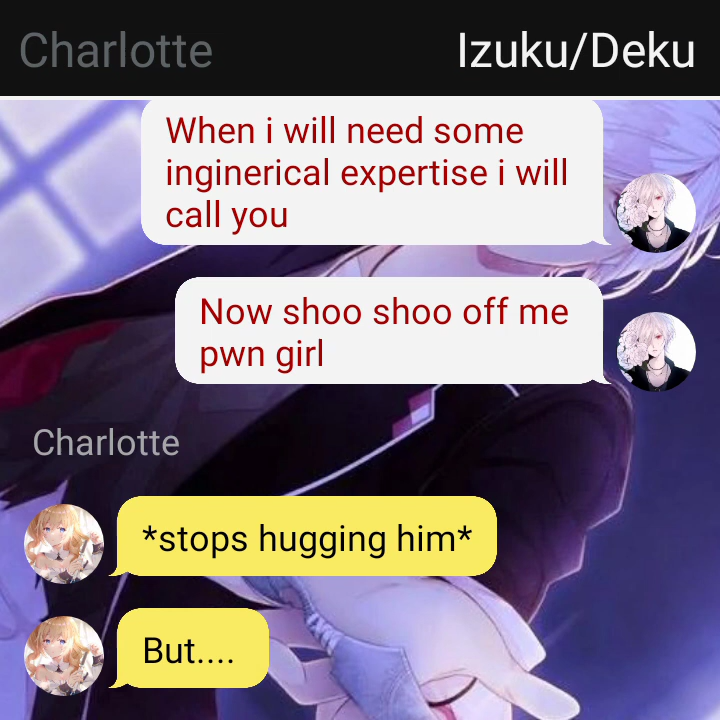 Charlotte
Izuku/Deku
When i will need some
inginerical expertise i will
call you
Now shoo shoo off me
pwn girl
Charlotte
*stops hugging him*
But....